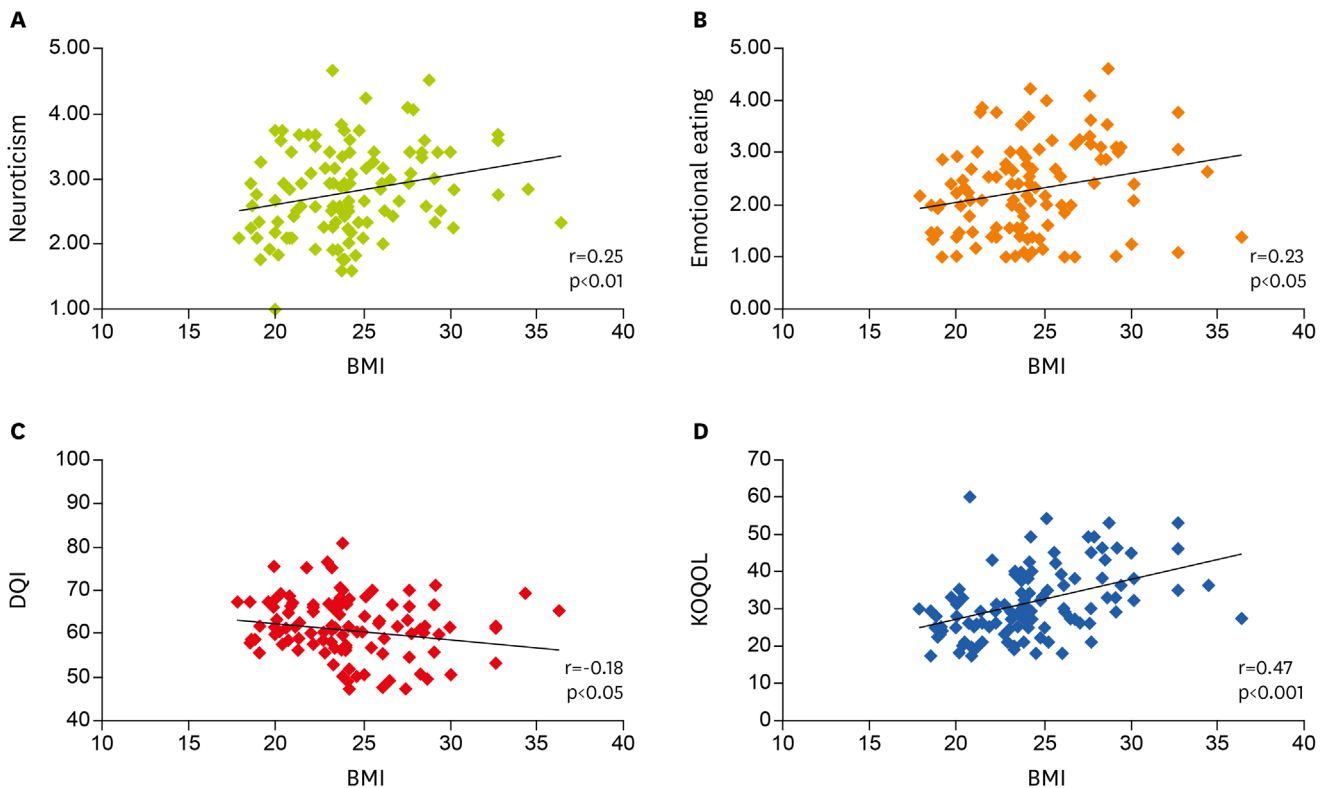 A
5.00
4.00
3.00
2.00
1.00
Neuroticism
10 15 20 25 30 35 40
BMI
r=0.25
p<0.01
B
5.00
4.00
3.00
2.00
1.00
0.00
Emotional eating
10 15 20 25 30 35 40
BMI
r=0.23
p<0.05
C
100
90
80
70
60
50
40
DQI
10 15 20 25 30 35 40
BMI
r=-0.18
p<0.05
D
70
60
50
40
30
20
10
0
KOQOL
10 15 20 25 30 35 40
BMI
r=0.47
p<0.001